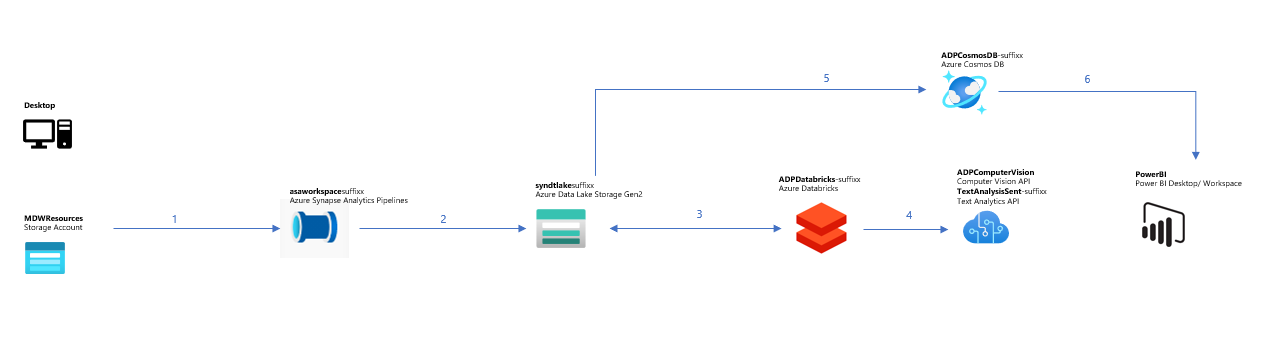 ADPCosmosDB-suffixx
Azure Cosmos DB
5
6
Desktop
PowerBI
Power BI Desktop/ Workspace
ADPComputerVision
Computer Vision API
TextAnalysisSent-suffixx
Text Analytics API
ADPDatabricks-suffixx
Azure Databricks
syndtlakesuffixx
Azure Data Lake Storage Gen2
asaworkspacesuffixx
Azure Synapse Analytics Pipelines
MDWResources
Storage Account
1
2
3
4